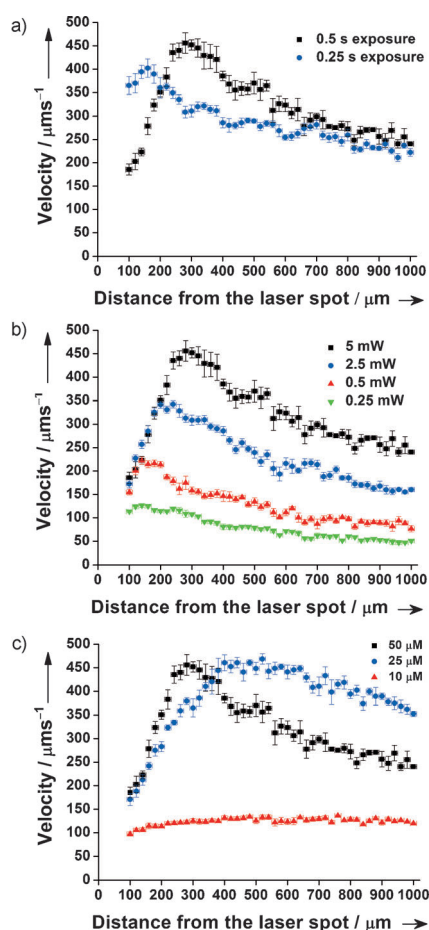 a)
500
450
400
350
300
250
200
150
100
50
0
0.5 s exposure
0.25 s exposure
Velocity / μms⁻¹
0 100 200 300 400 500 600 700 800 900 1000
Distance from the laser spot / μm
b)
500
450
400
350
300
250
200
150
100
50
0
5 mW
2.5 mW
0.5 mW
0.25 mW
Velocity / μms⁻¹
0 100 200 300 400 500 600 700 800 900 1000
Distance from the laser spot / μm
c)
500
450
400
350
300
250
200
150
100
50
0
50 μM
25 μM
10 μM
Velocity / μms⁻¹
0 100 200 300 400 500 600 700 800 900 1000
Distance from the laser spot / μm